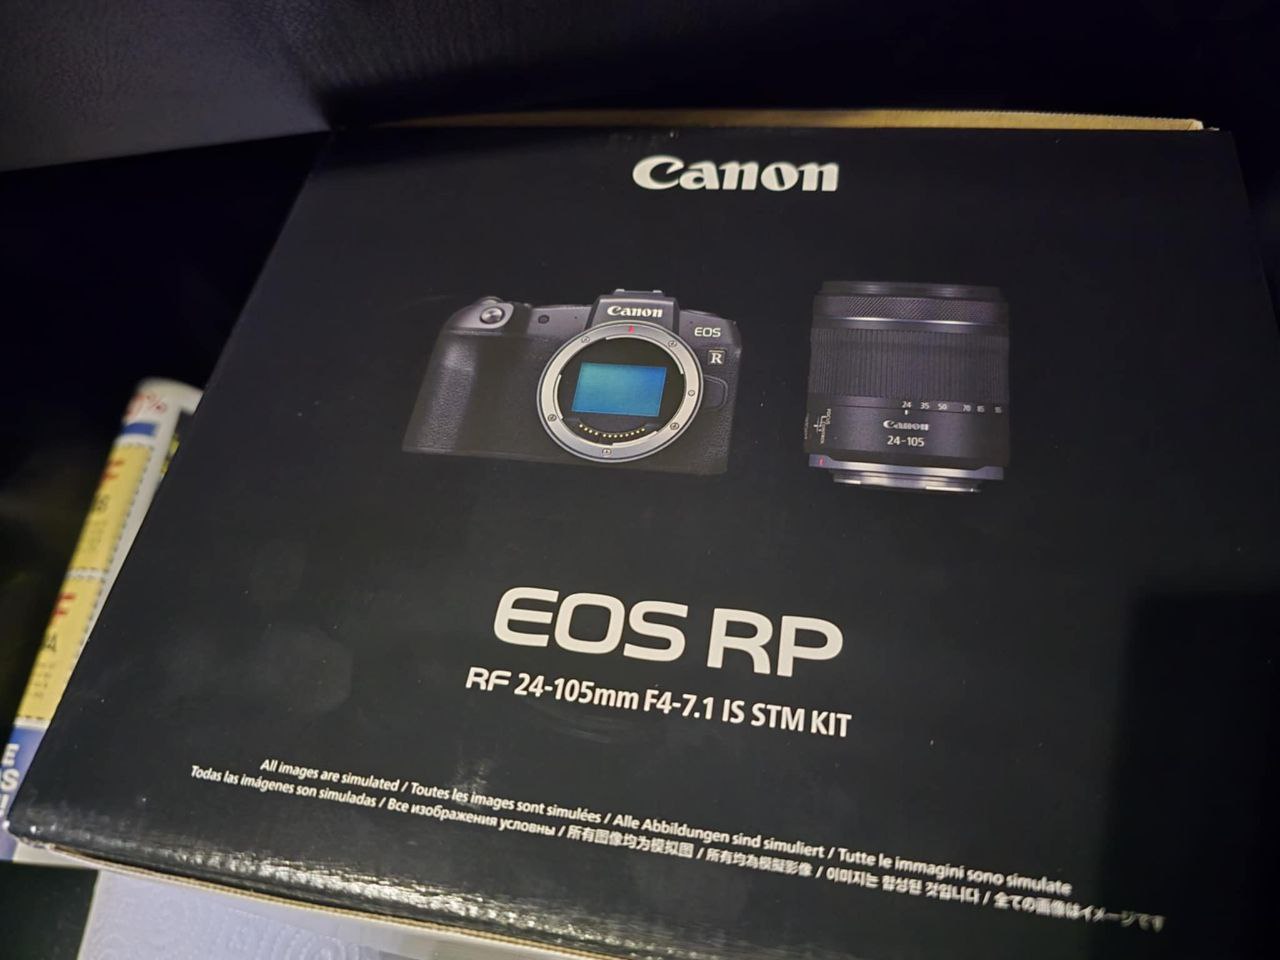 Canon
Canon
EOS
R
24 35 50 70 85
Canon
24-105
EOS RP
RF 24-105mm F4-7.1 IS STM KIT
All images are simulated / Toutes les images sont simulées / Alle Abbildungen sind simuliert / Tutte le immagini sono simulate
Todas las imágenes son simuladas / Все изображения условны / 所有图像均为模拟图 / 所有均為模擬影像 / 이미지는 합성된 것입니다 / 全ての画像はイメージです